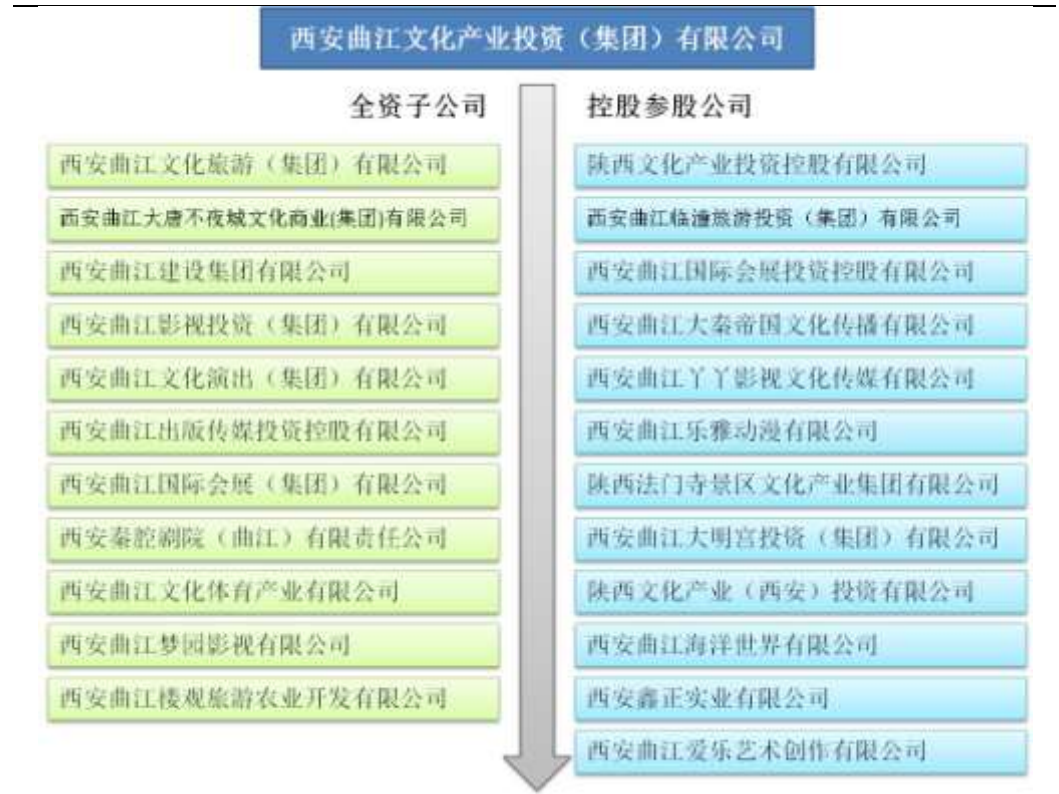 西安曲江文化产业投资（集团）有限公司
全资子公司
西安曲江文化旅游（集团）有限公司
西安曲江大唐不夜城文化商业(集团)有限公司
西安曲江建设集团有限公司
西安曲江影视投资（集团）有限公司
西安曲江文化演出（集团）有限公司
西安曲江出版传媒投资控股有限公司
西安曲江国际会展（集团）有限公司
西安秦腔剧院（曲江）有限责任公司
西安曲江文化体育产业有限公司
西安曲江梦园影视有限公司
西安曲江楼观旅游农业开发有限公司
控股参股公司
陕西文化产业投资控股有限公司
西安曲江临潼旅游投资（集团）有限公司
西安曲江国际会展投资控股有限公司
西安曲江大秦帝国文化传播有限公司
西安曲江丫丫影视文化传媒有限公司
西安曲江乐雅动漫有限公司
陕西法门寺景区文化产业集团有限公司
西安曲江大明宫投资（集团）有限公司
陕西文化产业（西安）投资有限公司
西安曲江海洋世界有限公司
西安鑫正实业有限公司
西安曲江爱乐艺术创作有限公司